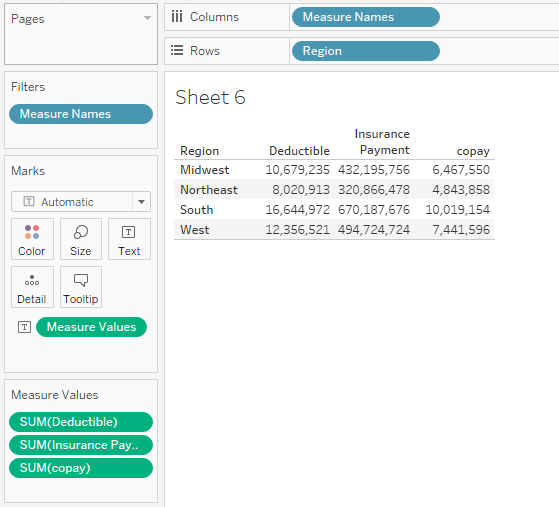 Pages
Columns
Measure Names
Rows
Region
Filters
Measure Names
Marks
Automatic
Color
Size
Text
Detail
Tooltip
Measure Values
Measure Values
SUM(Deductible)
SUM(Insurance Pay..
SUM(copay)
Sheet 6
Insurance
Region Deductible Payment copay
Midwest 10,679,235 432,195,756 6,467,550
Northeast 8,020,913 320,866,478 4,843,858
South 16,644,972 670,187,676 10,019,154
West 12,356,521 494,724,724 7,441,596